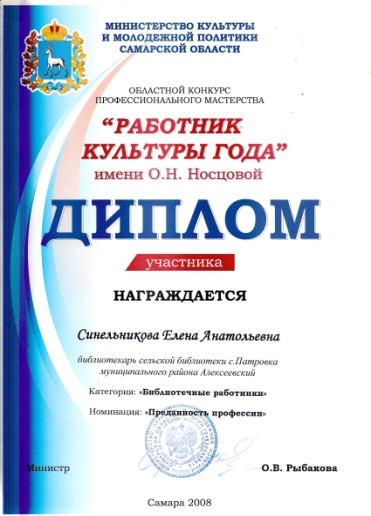 МИНИСТЕРСТВО КУЛЬТУРЫ
И МОЛОДЕЖНОЙ ПОЛИТИКИ
САМАРСКОЙ ОБЛАСТИ
ОБЛАСТНОЙ КОНКУРС
ПРОФЕССИОНАЛЬНОГО МАСТЕРСТВА
“РАБОТНИК
КУЛЬТУРЫ ГОДА”
имени О.Н. Носцовой
ДИПЛОМ
участника
НАГРАЖДАЕТСЯ
Синельникова Елена Анатольевна
библиотекарь сельской библиотеки с.Патровка
муниципального района Алексеевский
Категория: «Библиотечные работники»
Номинация: «Преданность профессии»
Министр О.В. Рыбакова
Самара 2008